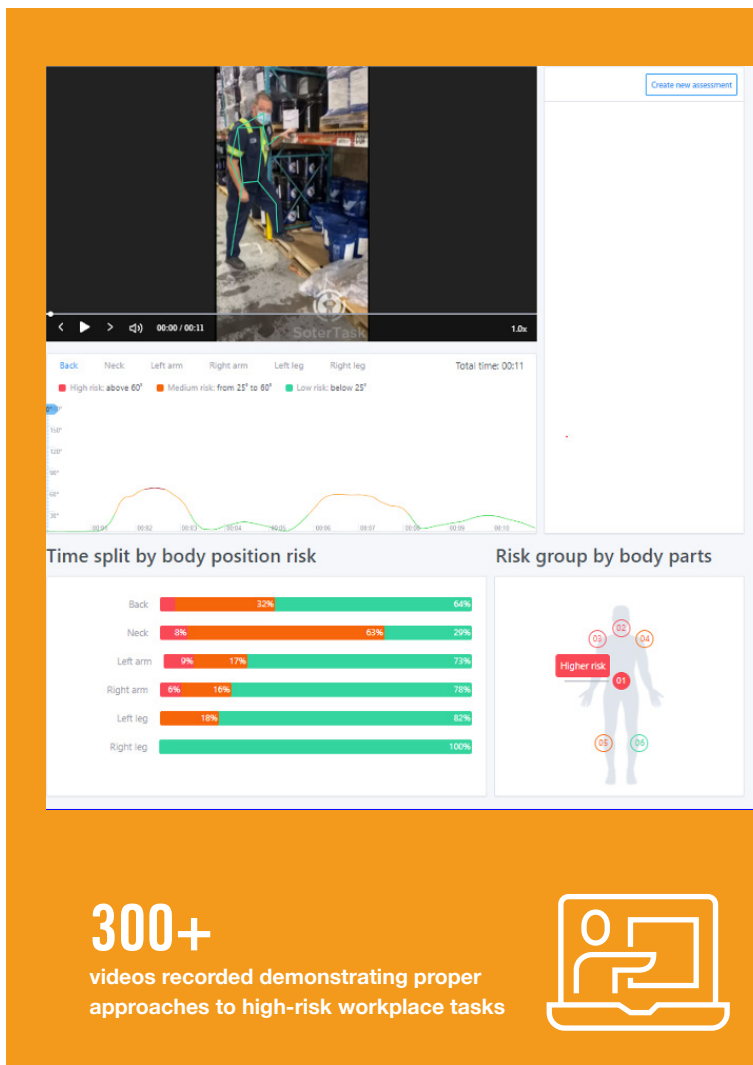 Create new assessment
SoterTask
00:00 / 00:11
1.0x
Back Neck Left arm Right arm Left leg Right leg Total time: 00:11
High risk: above 60° Medium risk: from 25° to 60° Low risk: below 25°
150°
120°
90°
60°
30°
00:01 00:02 00:03 00:04 00:05 00:06 00:07 00:08 00:09 00:10
Time split by body position risk
Back 32% 64%
Neck 8% 63% 29%
Left arm 9% 17% 73%
Right arm 6% 16% 78%
Left leg 18% 82%
Right leg 100%
Risk group by body parts
02
03 04
Higher risk
01
05 06
300+
videos recorded demonstrating proper
approaches to high-risk workplace tasks